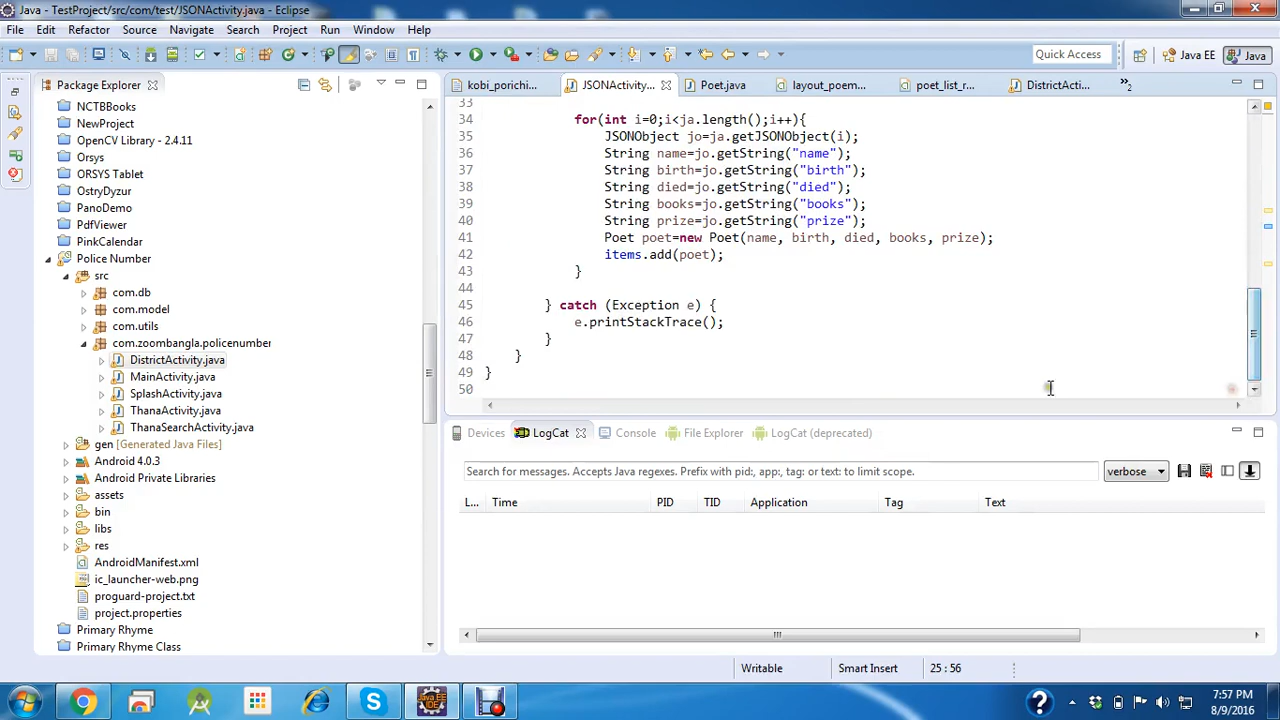 Java - TestProject/src/com/test/JSONActivity.java - Eclipse
File Edit Refactor Source Navigate Search Project Run Window Help
Quick Access Java EE Java
Package Explorer
NCTBBooks
NewProject
OpenCV Library - 2.4.11
Orsys
ORSYS Tablet
OstryDyzur
PanoDemo
PdfViewer
PinkCalendar
Police Number
src
com.db
com.model
com.utils
com.zoombangla.policenumber
DistrictActivity.java
MainActivity.java
SplashActivity.java
ThanaActivity.java
ThanaSearchActivity.java
gen [Generated Java Files]
Android 4.0.3
Android Private Libraries
assets
bin
libs
res
AndroidManifest.xml
ic_launcher-web.png
proguard-project.txt
project.properties
Primary Rhyme
Primary Rhyme Class
kobi_porichi... JSONActivity... Poet.java layout_poem... poet_list_r... DistrictActi... »2
33
34 for(int i=0;i<ja.length();i++){
35 JSONObject jo=ja.getJSONObject(i);
36 String name=jo.getString("name");
37 String birth=jo.getString("birth");
38 String died=jo.getString("died");
39 String books=jo.getString("books");
40 String prize=jo.getString("prize");
41 Poet poet=new Poet(name, birth, died, books, prize);
42 items.add(poet);
43 }
44
45 } catch (Exception e) {
46 e.printStackTrace();
47 }
48 }
49 }
50
Devices LogCat Console File Explorer LogCat (deprecated)
Search for messages. Accepts Java regexes. Prefix with pid:, app:, tag: or text: to limit scope. verbose
L... Time PID TID Application Tag Text
Writable Smart Insert 25 : 56
7:57 PM
8/9/2016